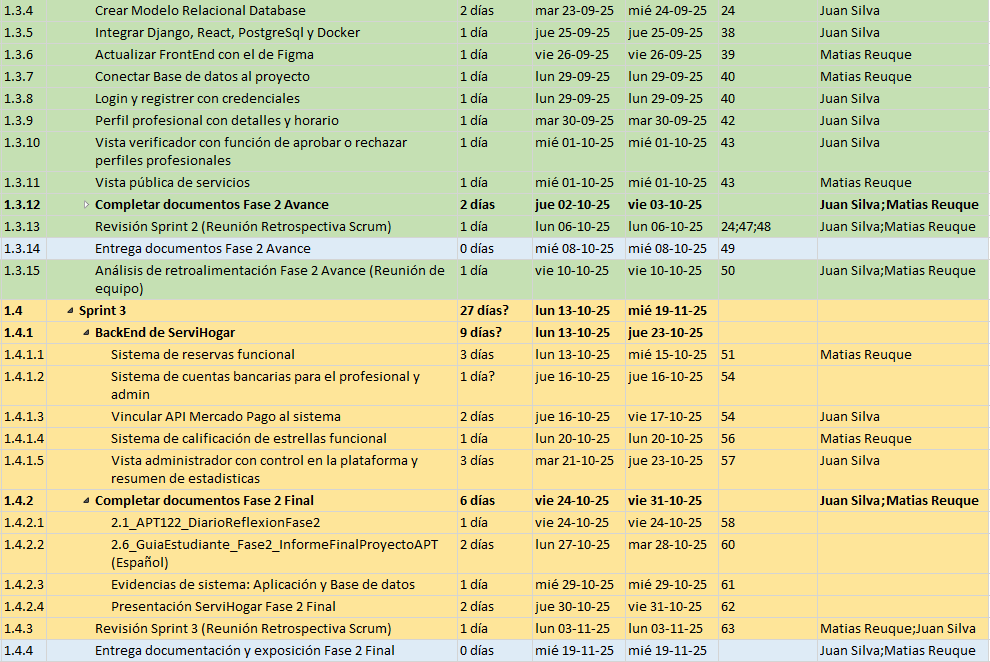 1.3.4 Crear Modelo Relacional Database 2 días mar 23-09-25 mié 24-09-25 24 Juan Silva
1.3.5 Integrar Django, React, PostgreSql y Docker 1 día jue 25-09-25 jue 25-09-25 38 Juan Silva
1.3.6 Actualizar FrontEnd con el de Figma 1 día vie 26-09-25 vie 26-09-25 39 Matias Reuque
1.3.7 Conectar Base de datos al proyecto 1 día lun 29-09-25 lun 29-09-25 40 Matias Reuque
1.3.8 Login y registrer con credenciales 1 día lun 29-09-25 lun 29-09-25 40 Juan Silva
1.3.9 Perfil profesional con detalles y horario 1 día mar 30-09-25 mar 30-09-25 42 Juan Silva
1.3.10 Vista verificador con función de aprobar o rechazar 1 día mié 01-10-25 mié 01-10-25 43 Juan Silva
perfiles profesionales
1.3.11 Vista pública de servicios 1 día mié 01-10-25 mié 01-10-25 43 Matias Reuque
1.3.12 Completar documentos Fase 2 Avance 2 días jue 02-10-25 vie 03-10-25 Juan Silva;Matias Reuque
1.3.13 Revisión Sprint 2 (Reunión Retrospectiva Scrum) 1 día lun 06-10-25 lun 06-10-25 24;47;48 Juan Silva;Matias Reuque
1.3.14 Entrega documentos Fase 2 Avance 0 días mié 08-10-25 mié 08-10-25 49
1.3.15 Análisis de retroalimentación Fase 2 Avance (Reunión de 1 día vie 10-10-25 vie 10-10-25 50 Juan Silva;Matias Reuque
equipo)
1.4 Sprint 3 27 días? lun 13-10-25 mié 19-11-25
1.4.1 BackEnd de ServiHogar 9 días? lun 13-10-25 jue 23-10-25
1.4.1.1 Sistema de reservas funcional 3 días lun 13-10-25 mié 15-10-25 51 Matias Reuque
1.4.1.2 Sistema de cuentas bancarias para el profesional y 1 día? jue 16-10-25 jue 16-10-25 54
admin
1.4.1.3 Vincular API Mercado Pago al sistema 2 días jue 16-10-25 vie 17-10-25 54 Juan Silva
1.4.1.4 Sistema de calificación de estrellas funcional 1 día lun 20-10-25 lun 20-10-25 56 Matias Reuque
1.4.1.5 Vista administrador con control en la plataforma y 3 días mar 21-10-25 jue 23-10-25 57 Juan Silva
resumen de estadisticas
1.4.2 Completar documentos Fase 2 Final 6 días vie 24-10-25 vie 31-10-25 Juan Silva;Matias Reuque
1.4.2.1 2.1_APT122_DiarioReflexionFase2 1 día vie 24-10-25 vie 24-10-25 58
1.4.2.2 2.6_GuiaEstudiante_Fase2_InformeFinalProyectoAPT 2 días lun 27-10-25 mar 28-10-25 60
(Español)
1.4.2.3 Evidencias de sistema: Aplicación y Base de datos 1 día mié 29-10-25 mié 29-10-25 61
1.4.2.4 Presentación ServiHogar Fase 2 Final 2 días jue 30-10-25 vie 31-10-25 62
1.4.3 Revisión Sprint 3 (Reunión Retrospectiva Scrum) 1 día lun 03-11-25 lun 03-11-25 63 Matias Reuque;Juan Silva
1.4.4 Entrega documentación y exposición Fase 2 Final 0 días mié 19-11-25 mié 19-11-25 Juan Silva;Matias Reuque